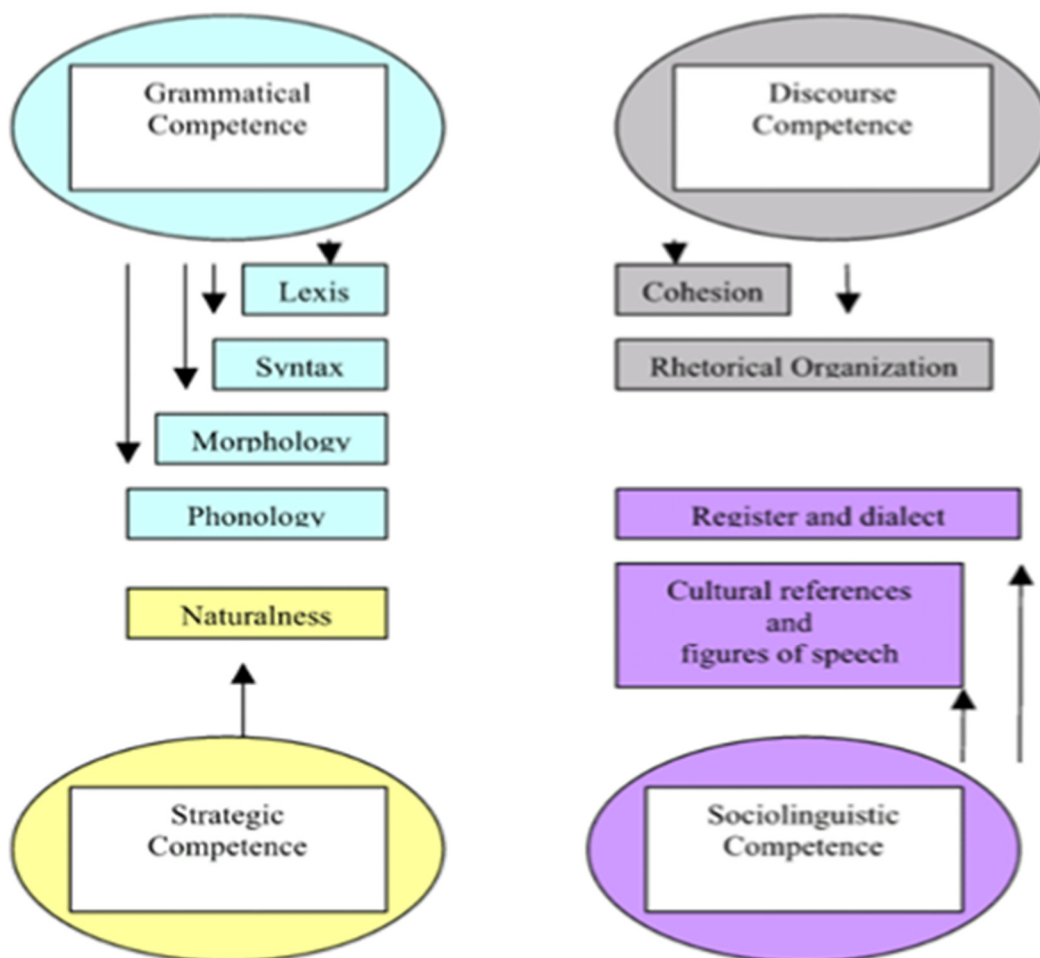 Grammatical
Competence
Discourse
Competence
Lexis
Cohesion
Syntax
Rhetorical Organization
Morphology
Phonology
Register and dialect
Naturalness
Cultural references
and
figures of speech
Strategic
Competence
Sociolinguistic
Competence